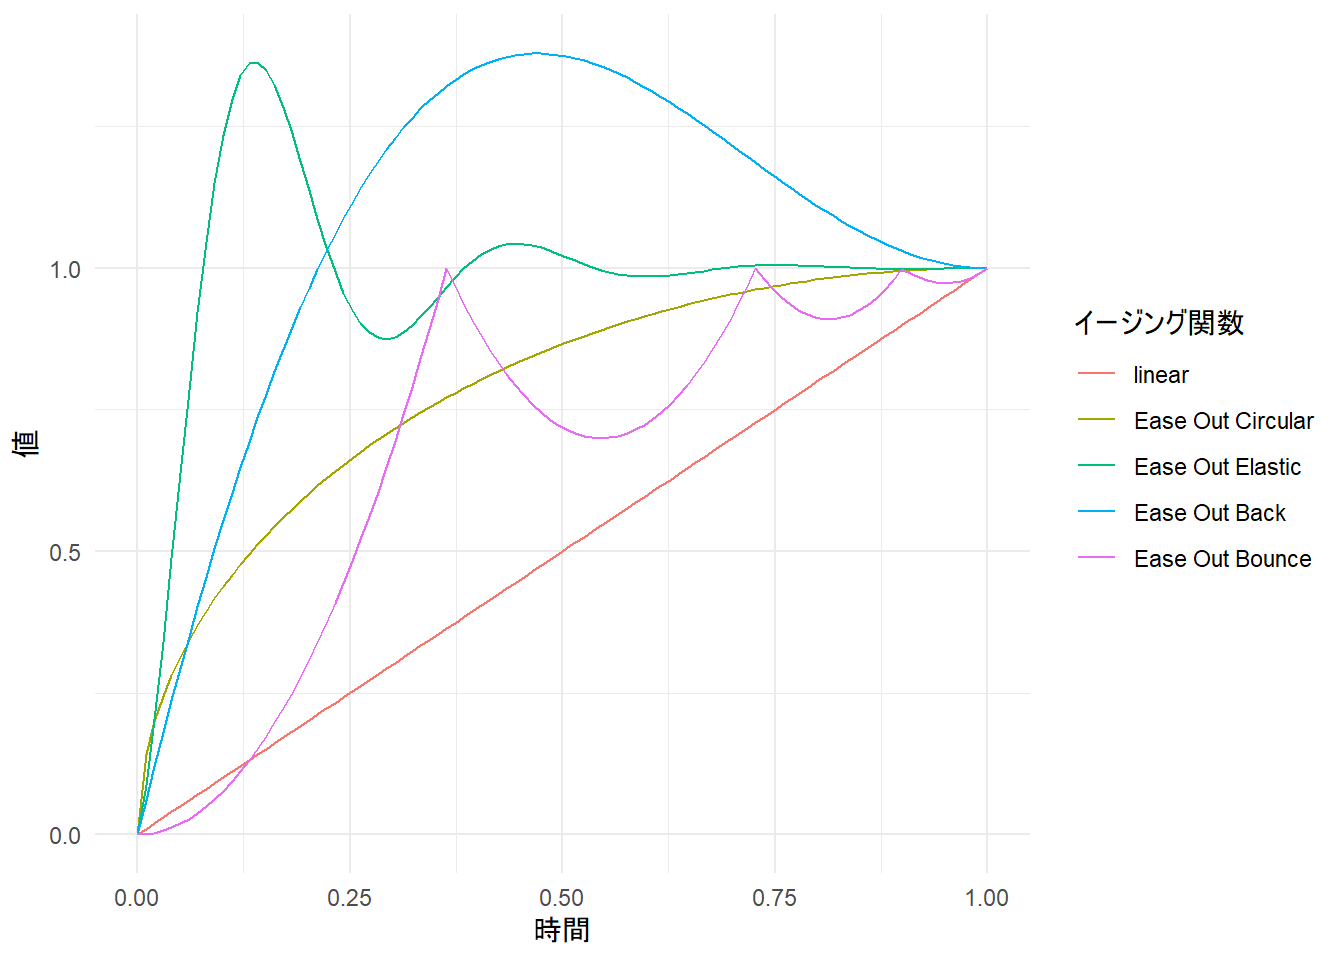 1.0
0.5
0.0
値
0.00
0.25
0.50
0.75
1.00
時間
イージング関数
linear
Ease Out Circular
Ease Out Elastic
Ease Out Back
Ease Out Bounce